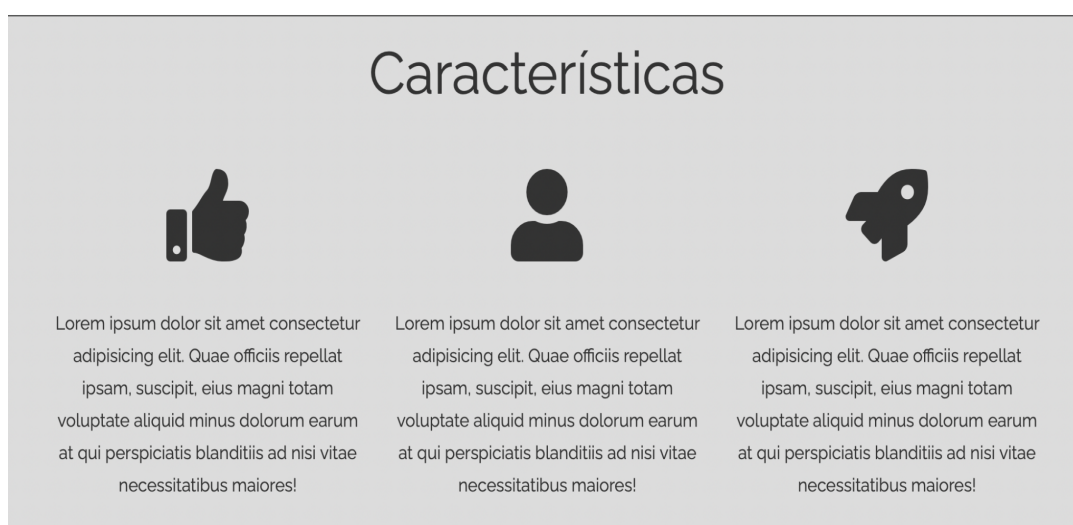 Características
Lorem ipsum dolor sit amet consectetur
adipisicing elit. Quae officiis repellat
ipsam, suscipit, eius magni totam
voluptate aliquid minus dolorum earum
at qui perspiciatis blanditiis ad nisi vitae
necessitatibus maiores!
Lorem ipsum dolor sit amet consectetur
adipisicing elit. Quae officiis repellat
ipsam, suscipit, eius magni totam
voluptate aliquid minus dolorum earum
at qui perspiciatis blanditiis ad nisi vitae
necessitatibus maiores!
Lorem ipsum dolor sit amet consectetur
adipisicing elit. Quae officiis repellat
ipsam, suscipit, eius magni totam
voluptate aliquid minus dolorum earum
at qui perspiciatis blanditiis ad nisi vitae
necessitatibus maiores!